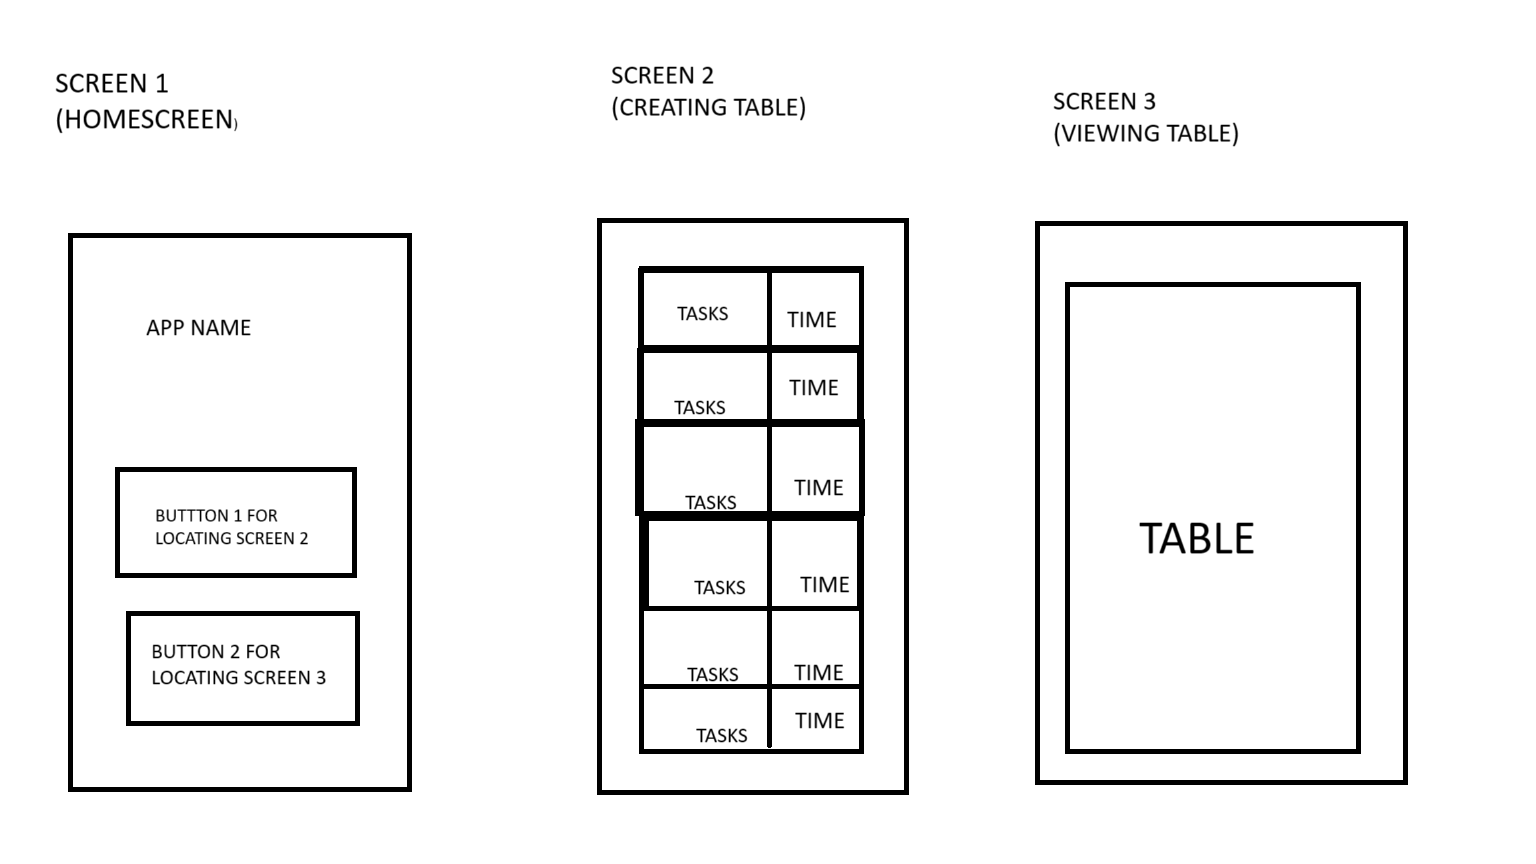 SCREEN 1
(HOMESCREEN)
SCREEN 2
(CREATING TABLE)
SCREEN 3
(VIEWING TABLE)
APP NAME
BUTTTON 1 FOR
LOCATING SCREEN 2
BUTTON 2 FOR
LOCATING SCREEN 3
TASKS
TIME
TASKS
TIME
TASKS
TIME
TASKS
TIME
TASKS
TIME
TASKS
TIME
TABLE